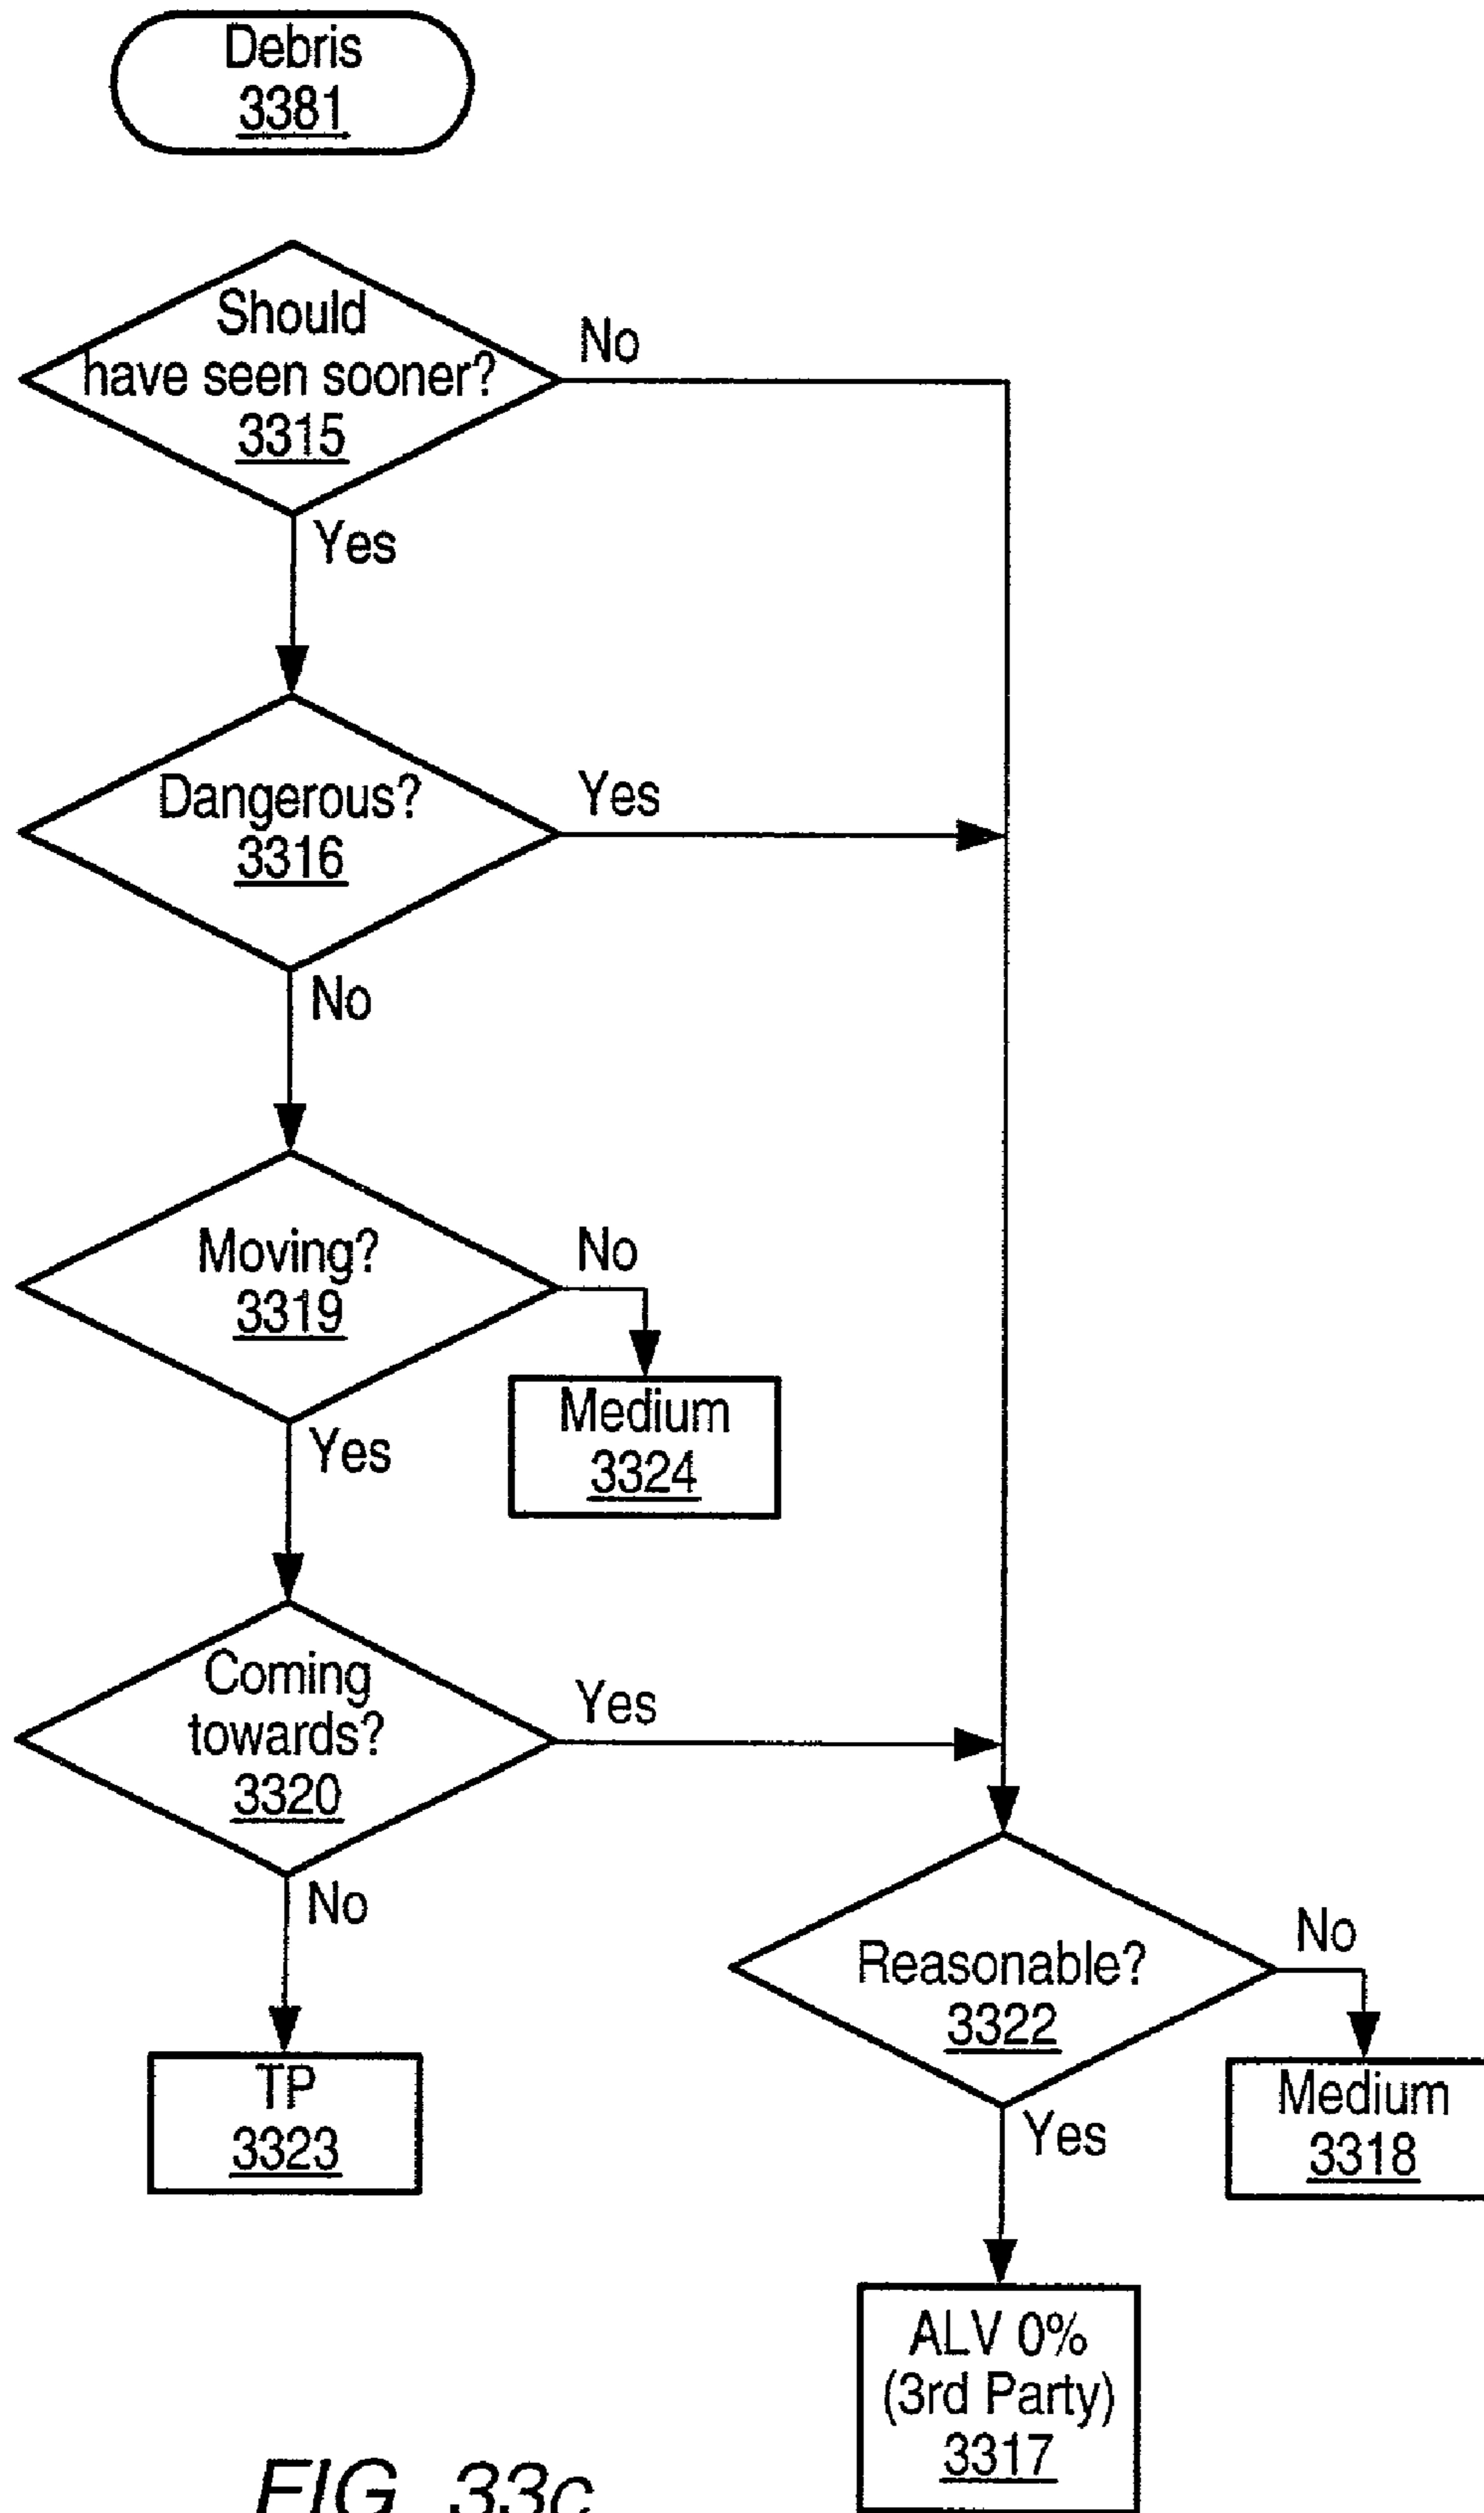 Debris
3381
Should
have seen sooner?
3315
No
Yes
Dangerous?
3316
Yes
No
Moving?
3319
No
Yes
Medium
3324
Coming
towards?
3320
Yes
No
TP
3323
Reasonable?
3322
No
Yes
Medium
3318
ALV 0%
(3rd Party)
3317
FIG. 33c